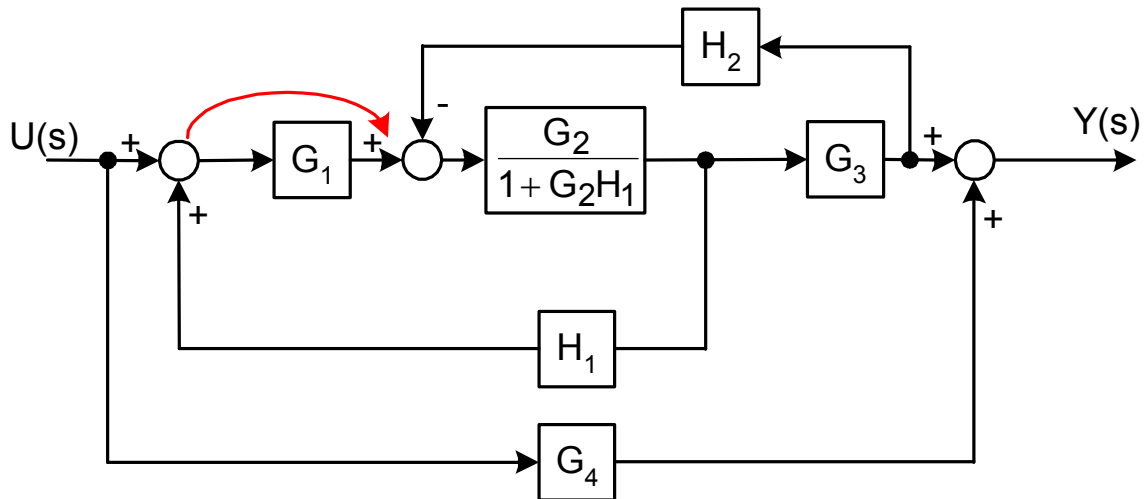 H2
-
U(s)
+
G1
+
G2
1 + G2H1
G3
+
Y(s)
+
+
H1
G4